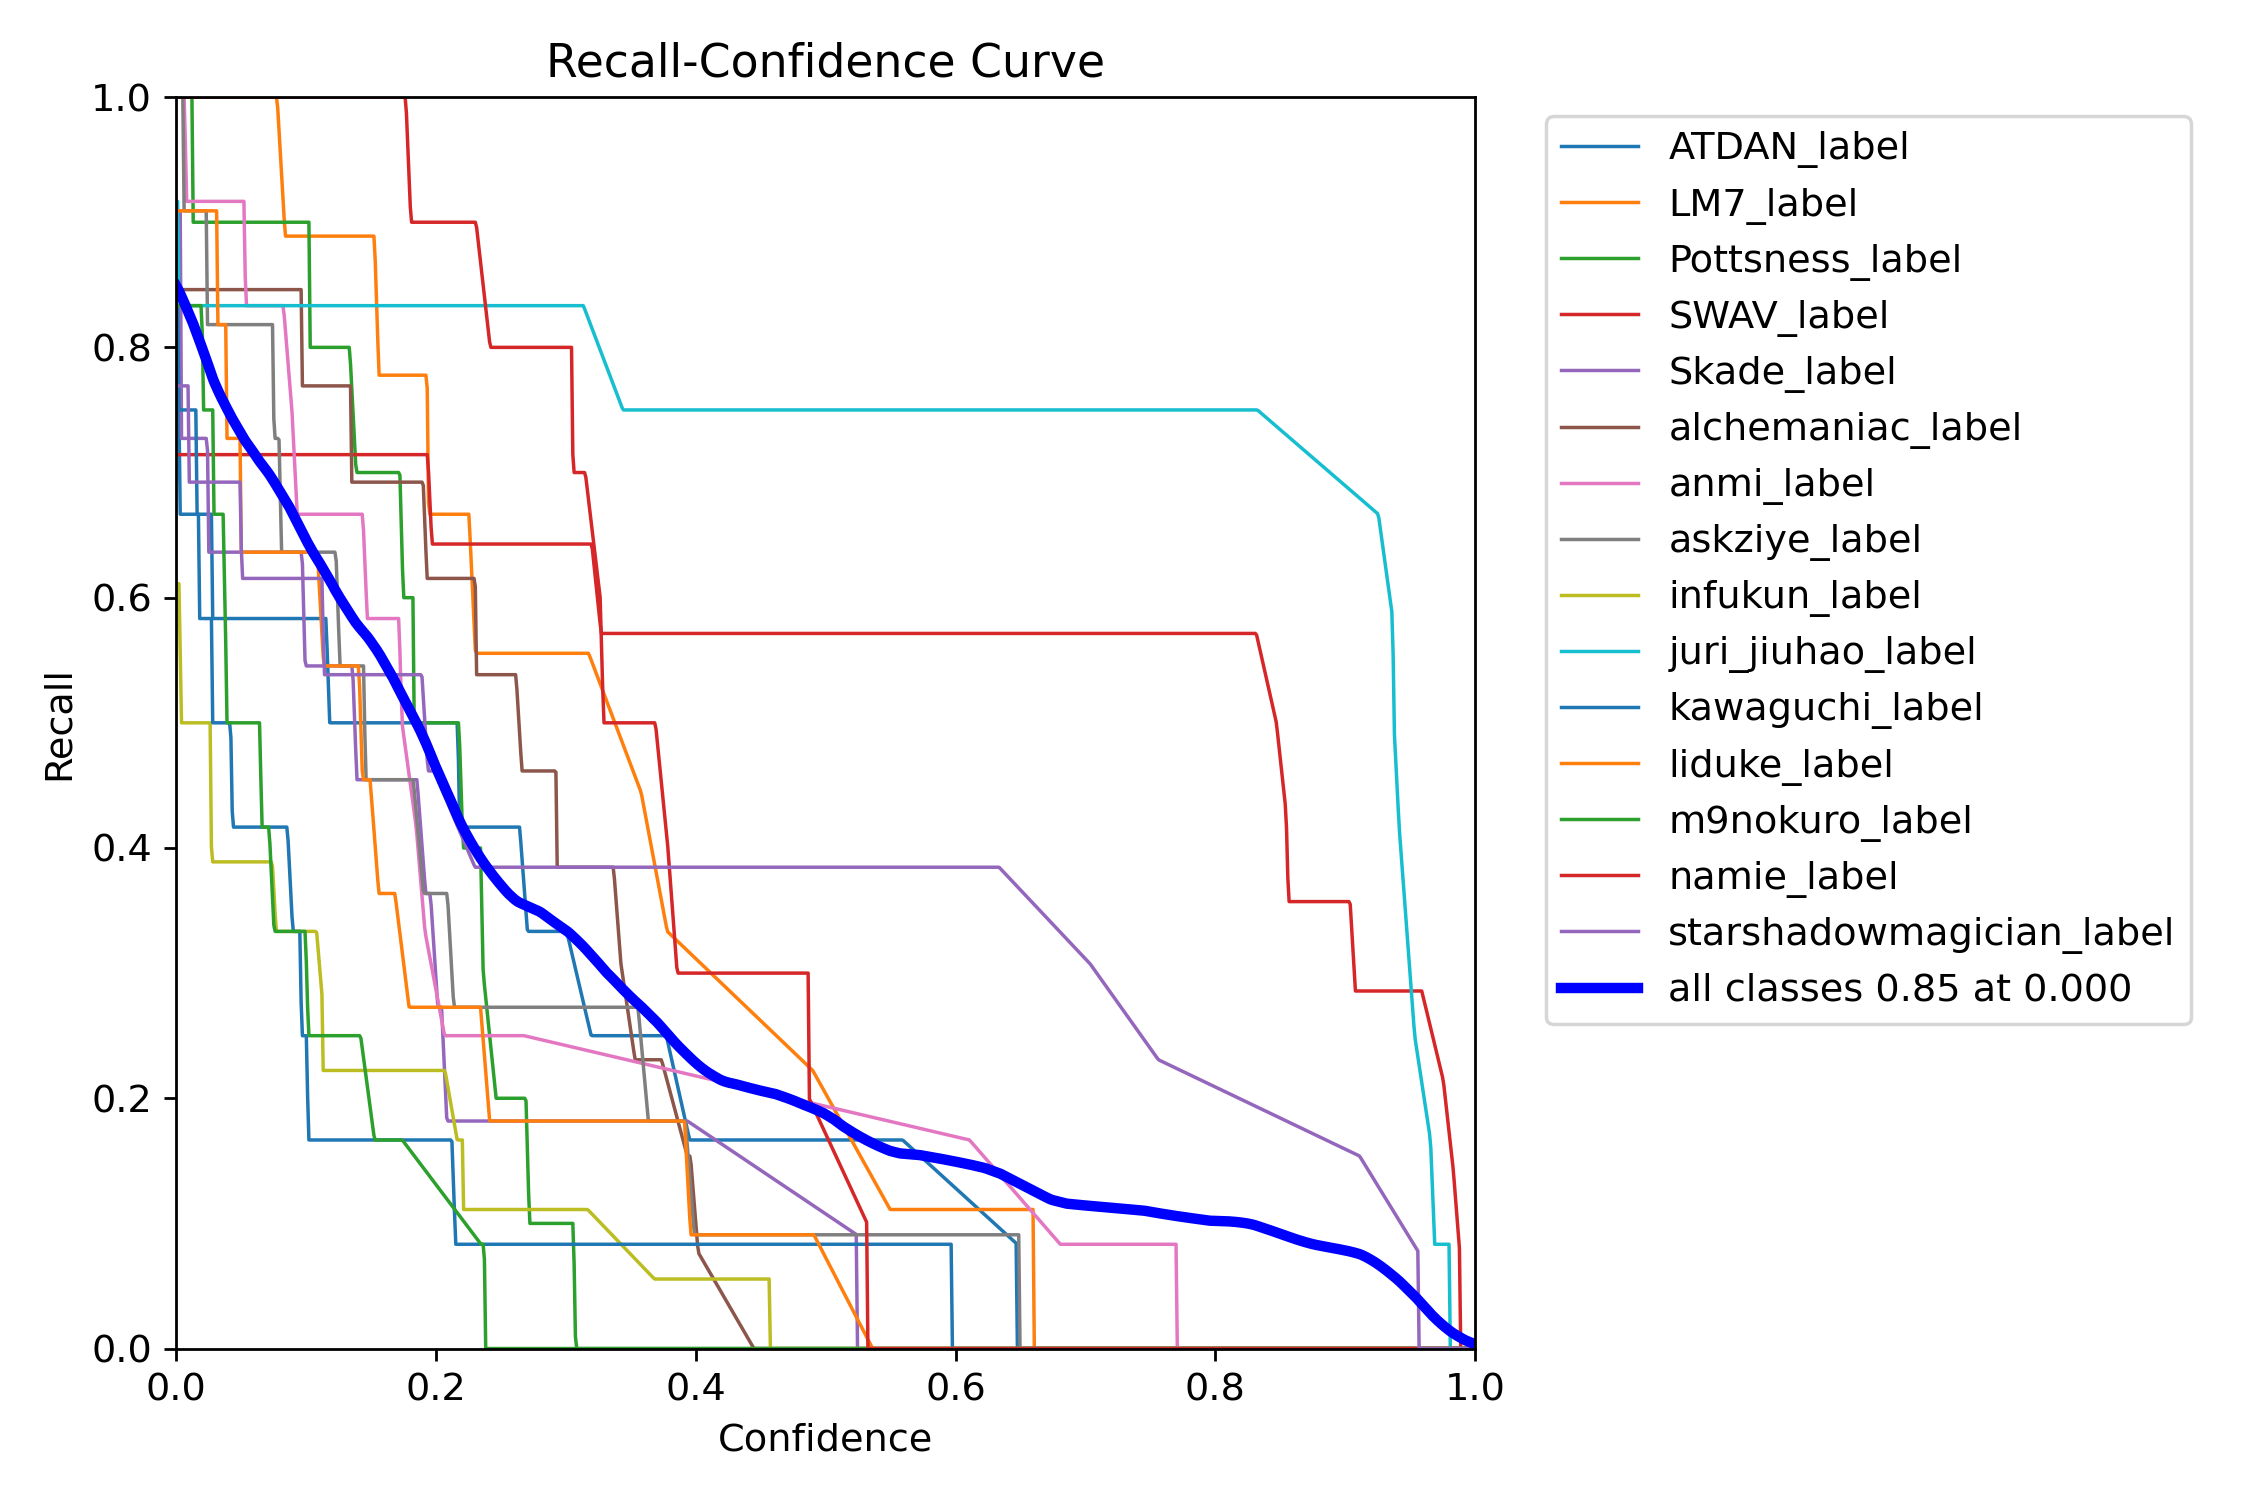 Recall-Confidence Curve
1.0
0.8
0.6
0.4
0.2
0.0
Recall
0.0 0.2 0.4 0.6 0.8 1.0
Confidence
ATDAN_label
LM7_label
Pottsness_label
SWAV_label
Skade_label
alchemaniac_label
anmi_label
askziye_label
infukun_label
juri_jiuhao_label
kawaguchi_label
liduke_label
m9nokuro_label
namie_label
starshadowmagician_label
all classes 0.85 at 0.000